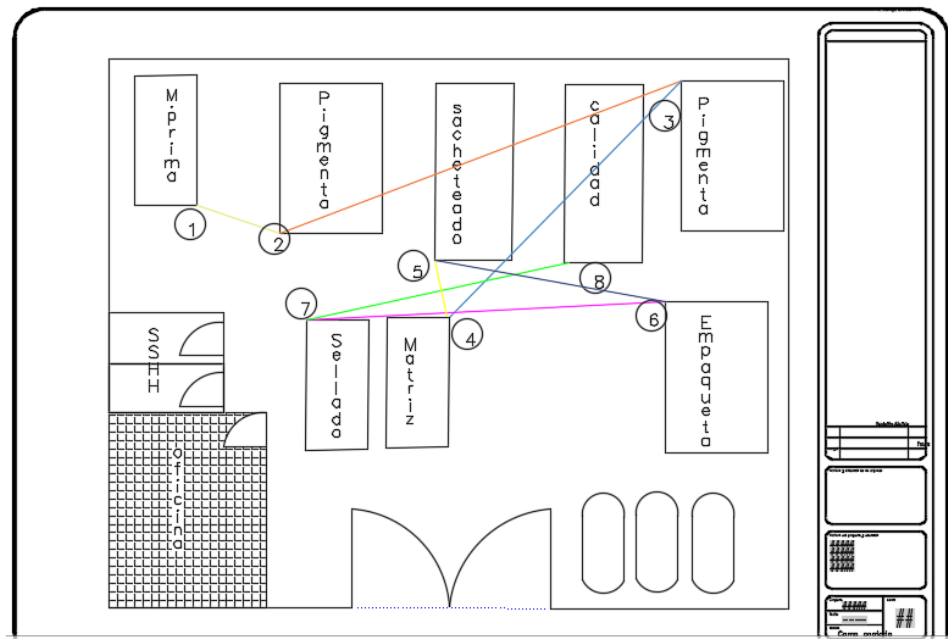 M.prima
Pigmenta
sacheteado
calidad
Pigmenta
1
2
3
5
8
7
4
6
Sellado
Matriz
Empaqueta
SSHH
oficina
#####
##